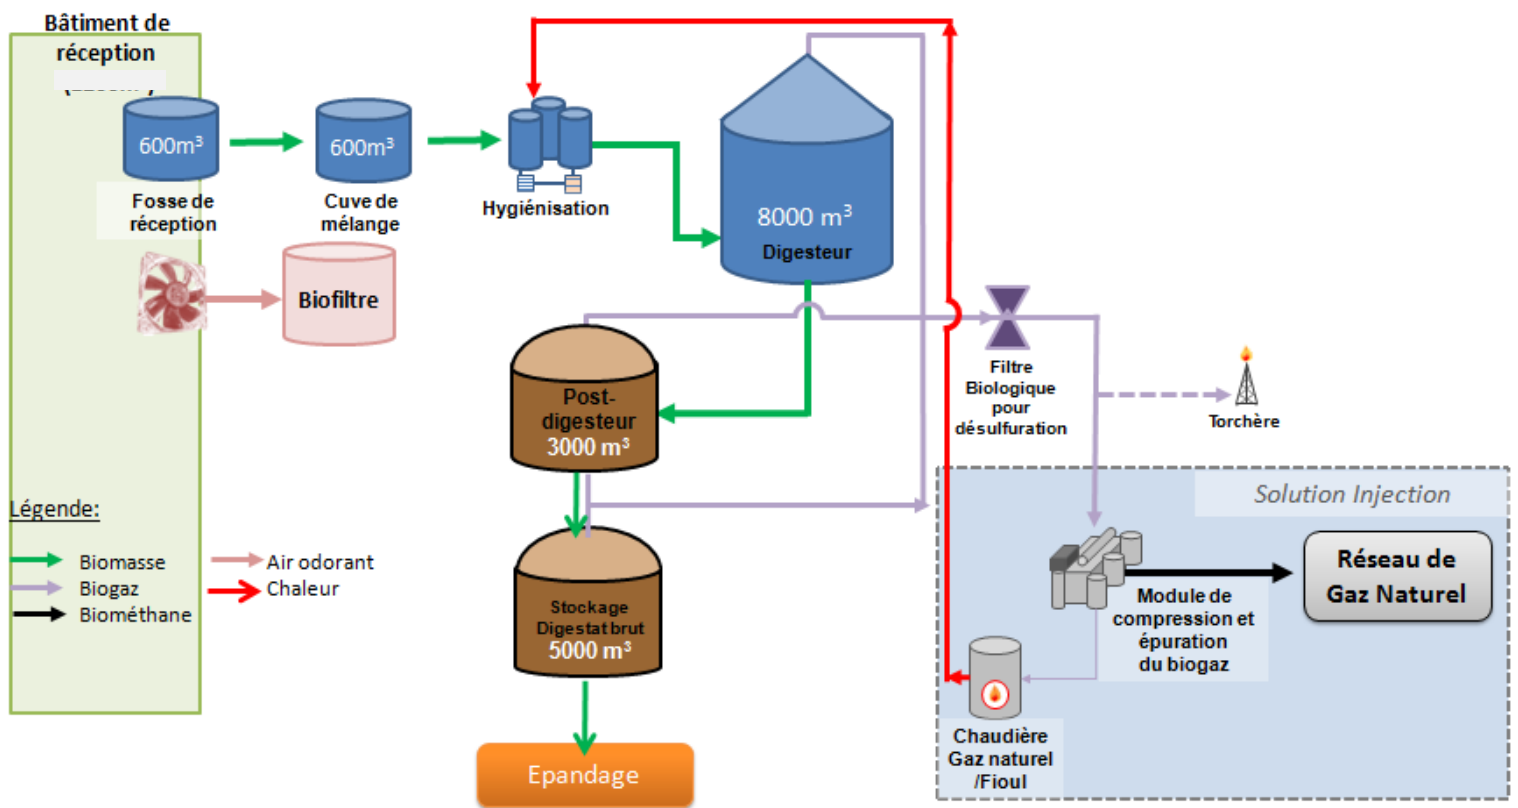 Bâtiment de
réception
600m³
600m³
Fosse de
réception
Cuve de
mélange
Hygiénisation
8000 m³
Digesteur
Biofiltre
Post-
digesteur
3000 m³
Filtre
Biologique
pour
désulfuration
Torchère
Solution Injection
Réseau de
Gaz Naturel
Module de
compression et
épuration
du biogaz
Chaudière
Gaz naturel
/Fioul
Stockage
Digestat brut
5000 m³
Epandage
Légende:
Biomasse
Biogaz
Biométhane
Air odorant
Chaleur